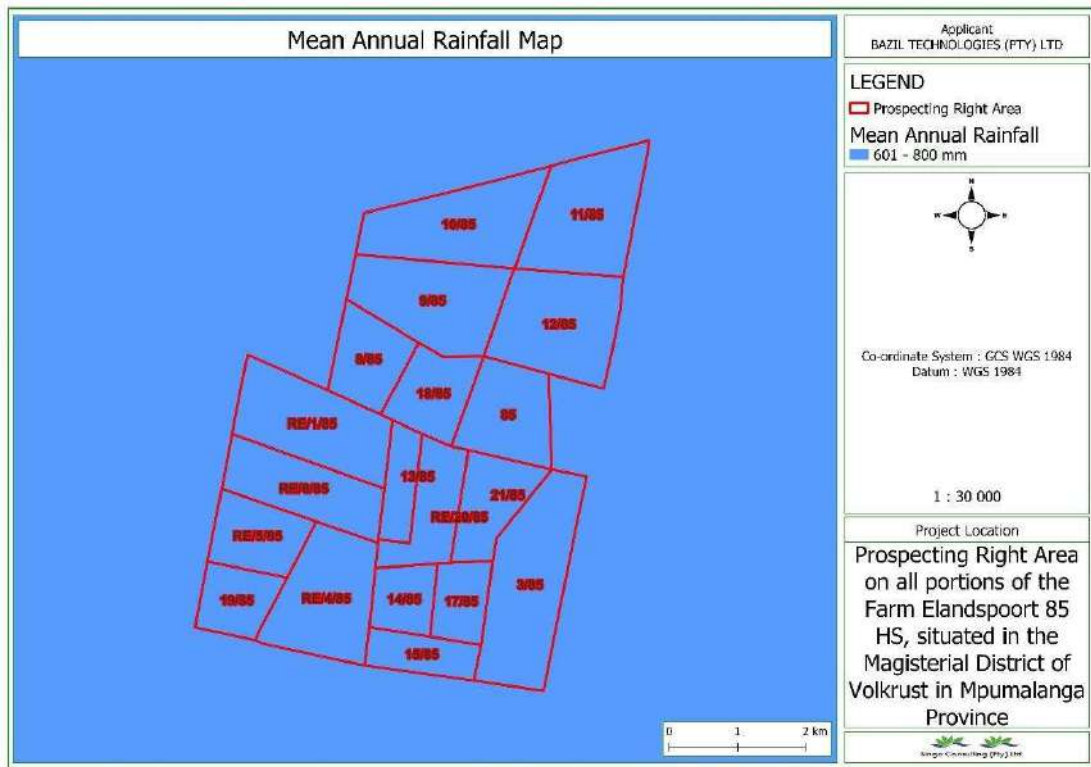 Mean Annual Rainfall Map
Applicant
BAZIL TECHNOLOGIES (PTY) LTD
LEGEND
Prospecting Right Area
Mean Annual Rainfall
601 - 800 mm
N
W E
S
Co-ordinate System : GCS WGS 1984
Datum : WGS 1984
1 : 30 000
Project Location
Prospecting Right Area
on all portions of the
Farm Elandspoort 85
HS, situated in the
Magisterial District of
Volkrust in Mpumalanga
Province
Singo Consulting (Pty) Ltd
11/85
10/85
9/85
12/85
8/85
18/85
85
RE/1/85
13/85
RE/6/85
21/85
RE/20/85
RE/5/85
3/85
19/85
RE/4/85
14/85
17/85
15/85
0 1 2 km